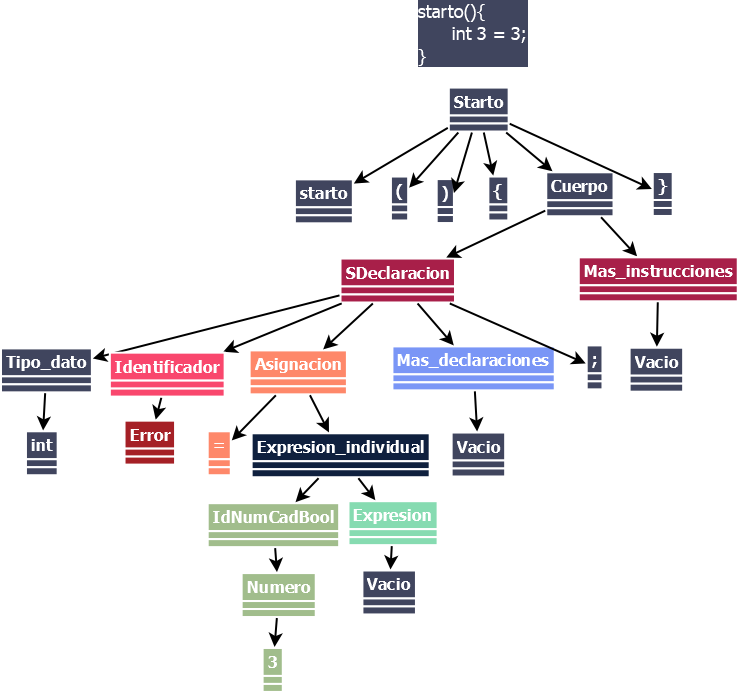 starto(){
int 3 = 3;
}
Starto
starto
(
)
{
Cuerpo
}
SDeclaracion
Mas_instrucciones
Tipo_dato
Identificador
Asignacion
Mas_declaraciones
;
Vacio
int
Error
=
Expresion_individual
Vacio
IdNumCadBool
Expresion
Numero
Vacio
3